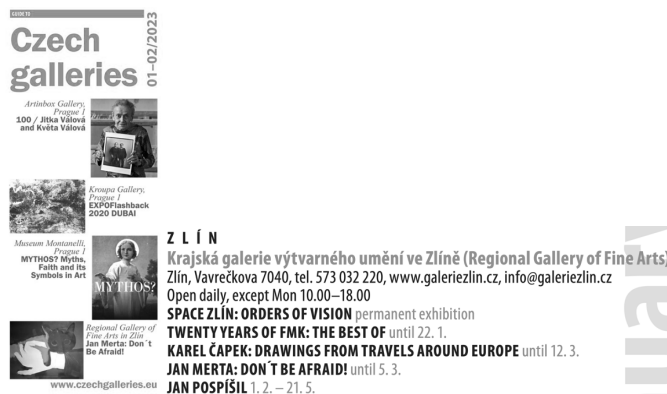 GUIDE TO
Czech
galleries
01–02/2023
Artinbox Gallery,
Prague 1
100 / Jitka Válová
and Květa Válová
Kroupa Gallery,
Prague 1
EXPOFlashback
2020 DUBAI
Museum Montanelli,
Prague 1
MYTHOS? Myths,
Faith and its
Symbols in Art
MYTHOS?
Regional Gallery of
Fine Arts in Zlín
Jan Merta: Don´t
Be Afraid!
www.czechgalleries.eu
ZLÍN
Krajská galerie výtvarného umění ve Zlíně (Regional Gallery of Fine Arts)
Zlín, Vavrečkova 7040, tel. 573 032 220, www.galeriezlin.cz, info@galeriezlin.cz
Open daily, except Mon 10.00–18.00
SPACE ZLÍN: ORDERS OF VISION permanent exhibition
TWENTY YEARS OF FMK: THE BEST OF until 22. 1.
KAREL ČAPEK: DRAWINGS FROM TRAVELS AROUND EUROPE until 12. 3.
JAN MERTA: DON´T BE AFRAID! until 5. 3.
JAN POSPÍŠIL 1. 2. – 21. 5.